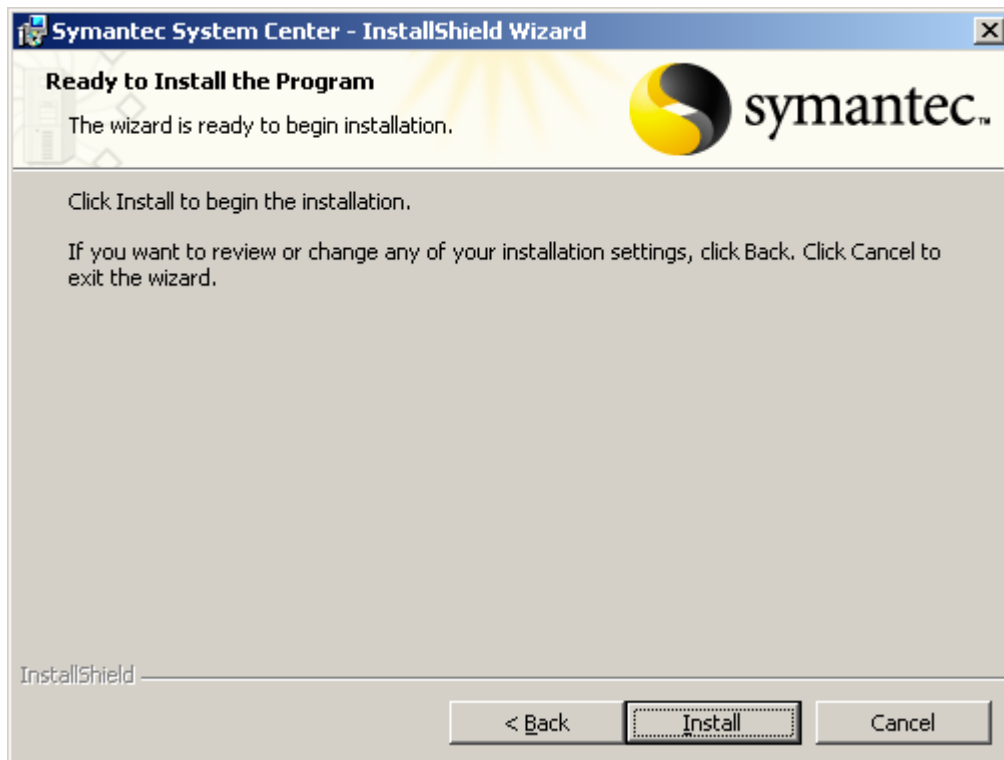 Symantec System Center - InstallShield Wizard
Ready to Install the Program
The wizard is ready to begin installation.
symantec™
Click Install to begin the installation.
If you want to review or change any of your installation settings, click Back. Click Cancel to
exit the wizard.
InstallShield
< Back
Install
Cancel